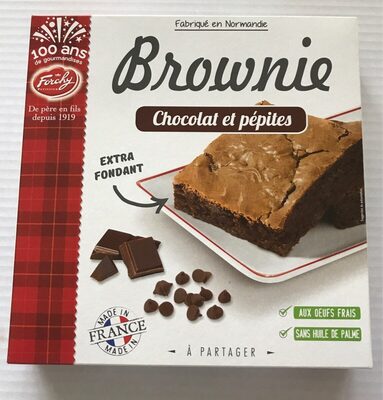 Fabriqué en Normandie
100 ans
de gourmandises
Forchy
De père en fils
depuis 1919
Brownie
Chocolat et pépites
EXTRA
FONDANT
MADE IN
FRANCE
MADE IN
AUX OEUFS FRAIS
SANS HUILE DE PALME
À PARTAGER